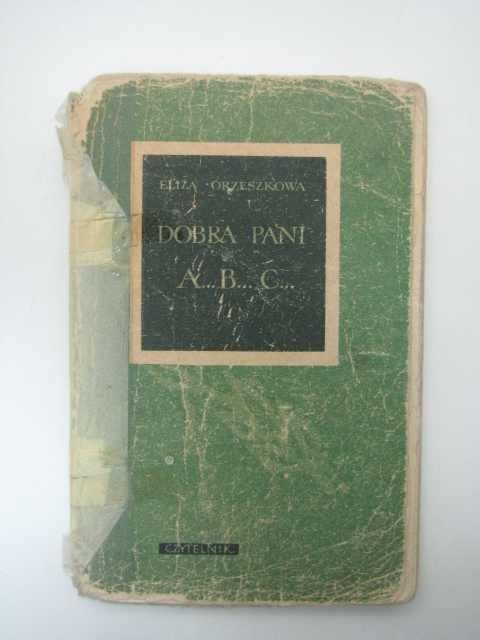 ELIZA ORZESZKOWA
DOBRA PANI
A... B... C...
CZYTELNIK